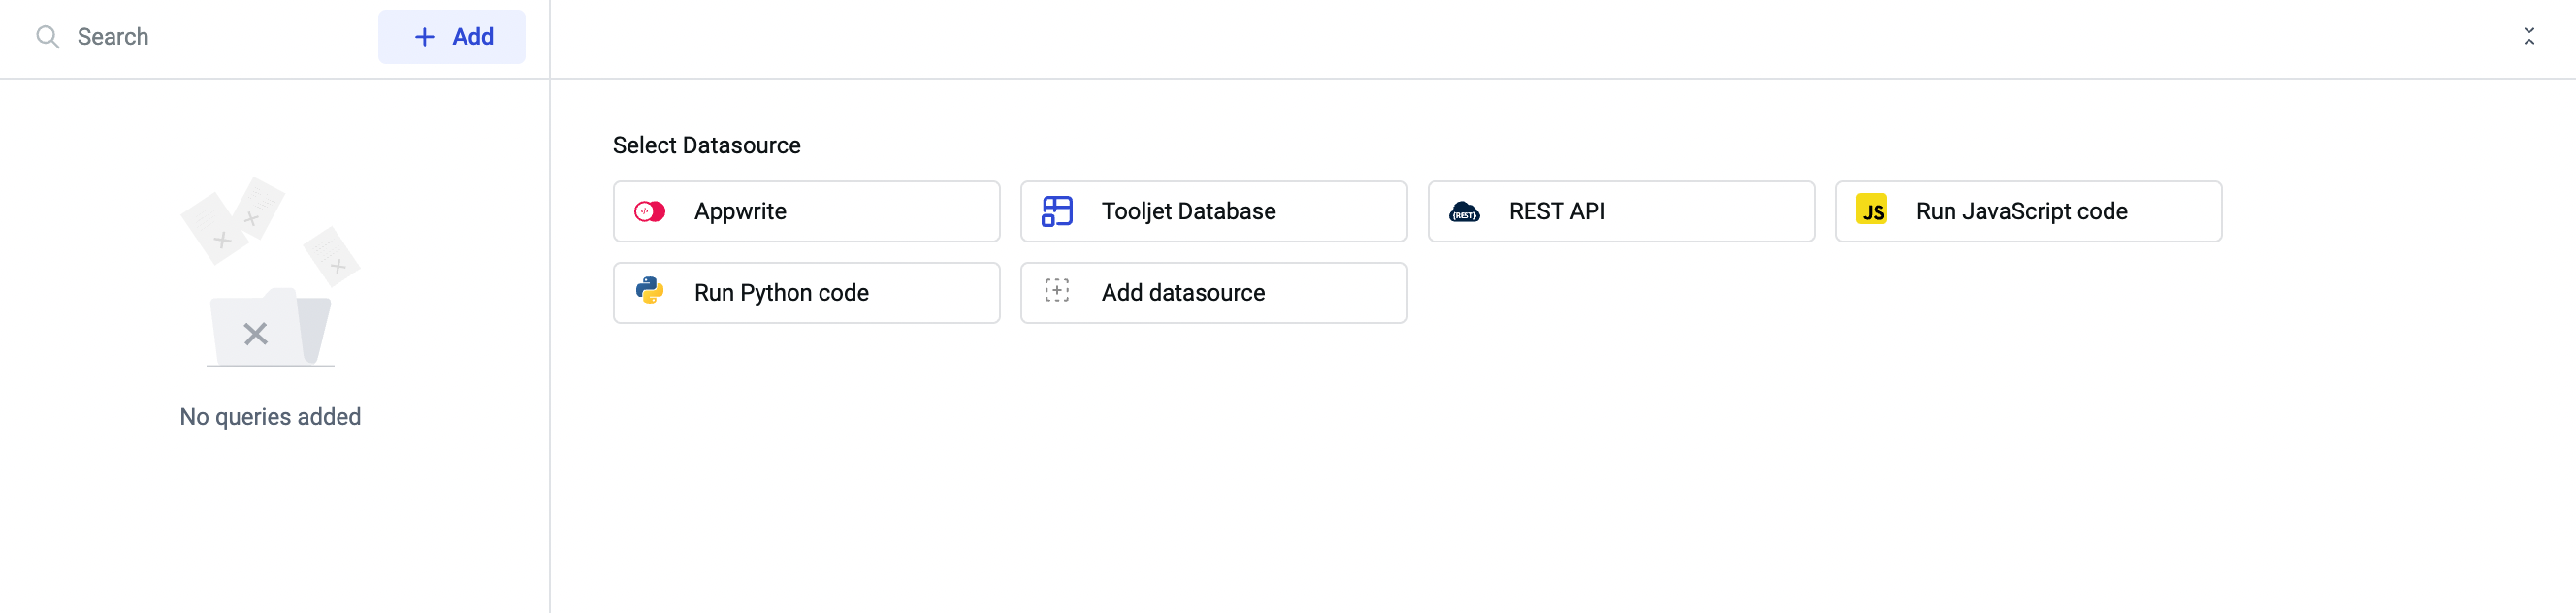 Search
+ Add
Select Datasource
Appwrite
Tooljet Database
{REST} REST API
JS Run JavaScript code
Run Python code
Add datasource
No queries added